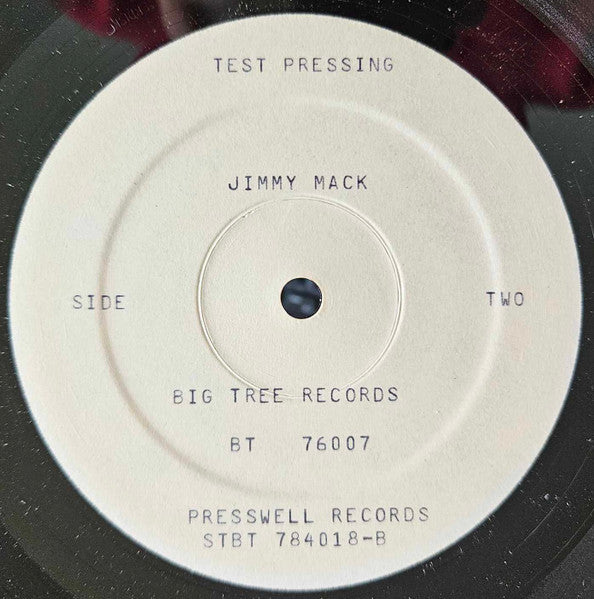 TEST PRESSING
JIMMY MACK
SIDE TWO
BIG TREE RECORDS
BT 76007
PRESSWELL RECORDS
STBT 784018-B